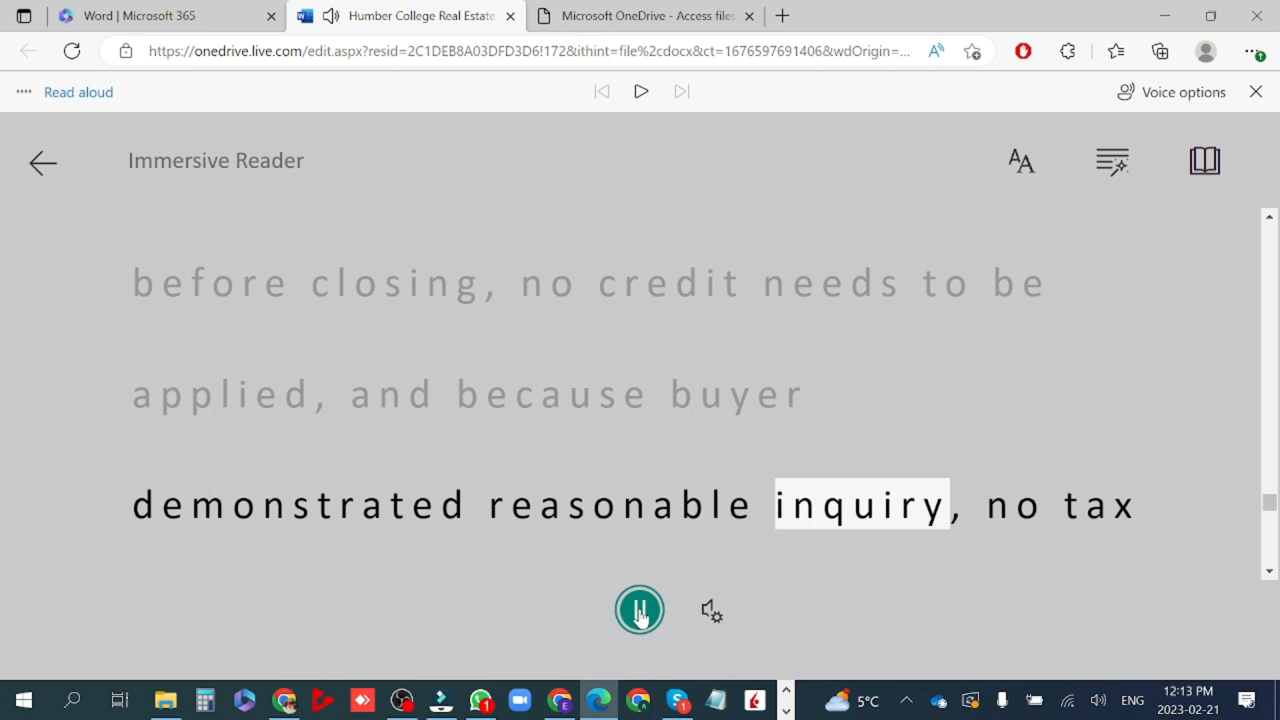 Word | Microsoft 365
Humber College Real Estate
Microsoft OneDrive - Access files
https://onedrive.live.com/edit.aspx?resid=2C1DEB8A03DFD3D6!172&ithint=file%2cdocx&ct=1676597691406&wdOrigin=...
Read aloud
Voice options
Immersive Reader
before closing, no credit needs to be
applied, and because buyer
demonstrated reasonable inquiry, no tax
5°C
ENG
12:13 PM
2023-02-21